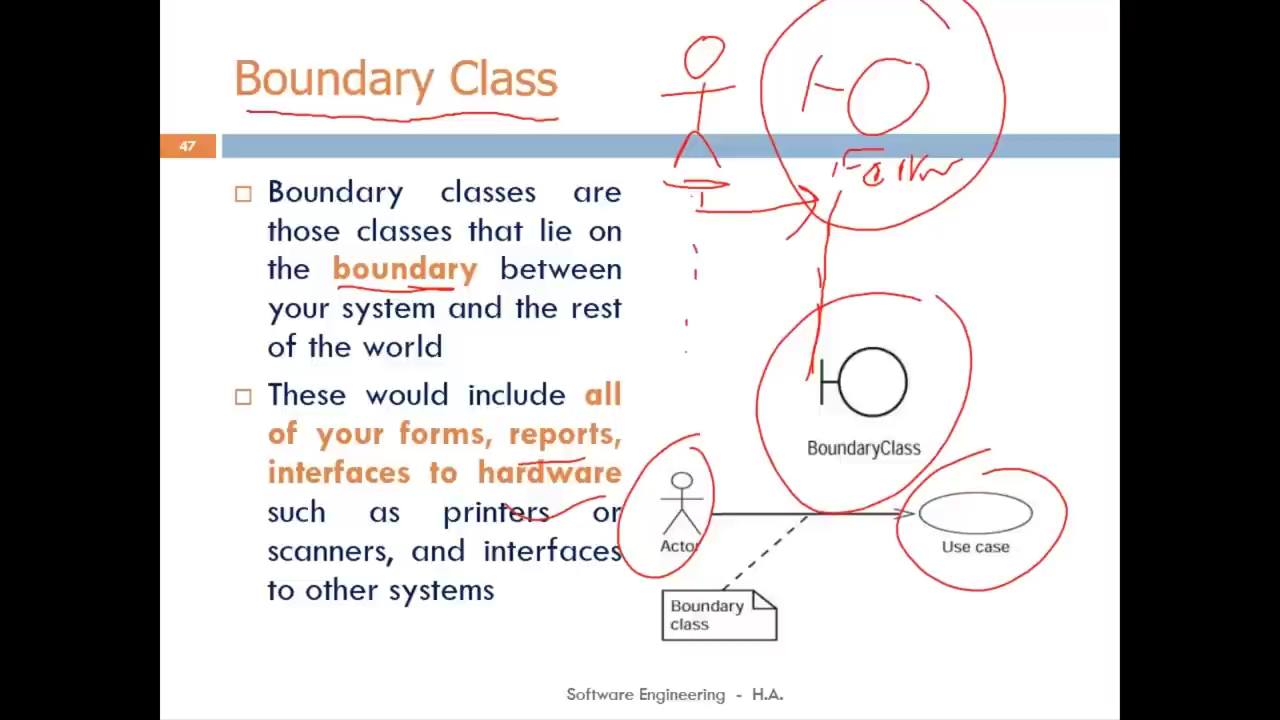 Boundary Class
47
Boundary classes are
those classes that lie on
the boundary between
your system and the rest
of the world
These would include all
of your forms, reports,
interfaces to hardware
such as printers or
scanners, and interfaces
to other systems
BoundaryClass
Actor
Use case
Boundary
class
Software Engineering - H.A.